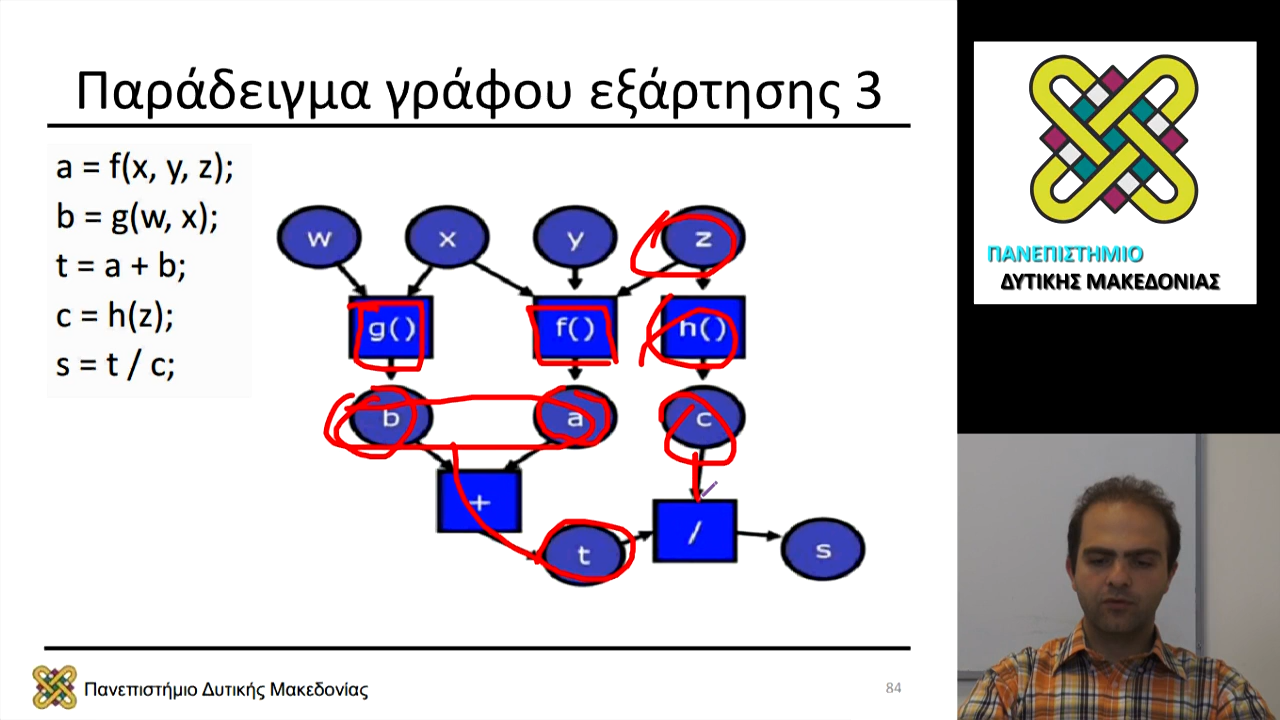 Παράδειγμα γράφου εξάρτησης 3
a = f(x, y, z);
b = g(w, x);
t = a + b;
c = h(z);
s = t / c;
w x y z
g() f() h()
b a c
+
/
t
s
ΠΑΝΕΠΙΣΤΗΜΙΟ
ΔΥΤΙΚΗΣ ΜΑΚΕΔΟΝΙΑΣ
Πανεπιστήμιο Δυτικής Μακεδονίας
84